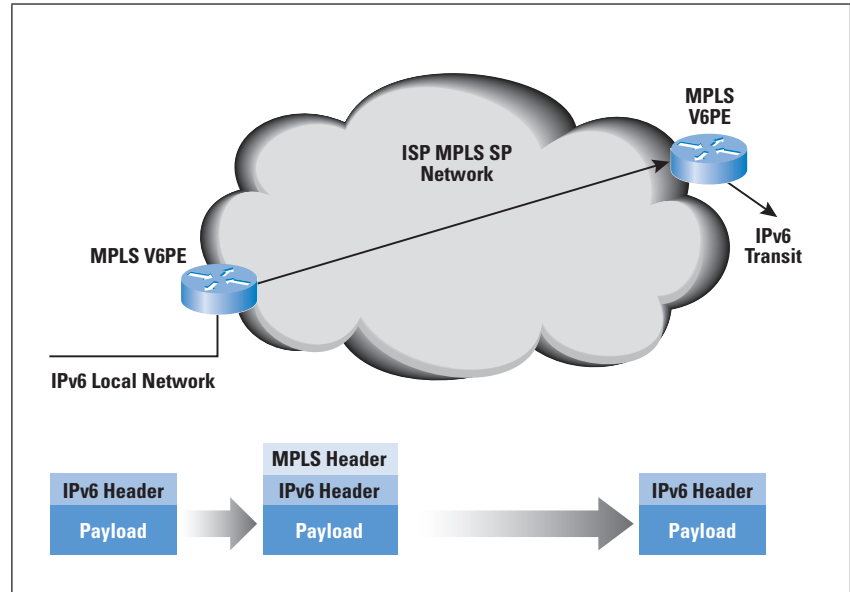 MPLS
V6PE
ISP MPLS SP
Network
IPv6
Transit
MPLS V6PE
IPv6 Local Network
MPLS Header
IPv6 Header
IPv6 Header
IPv6 Header
Payload
Payload
Payload